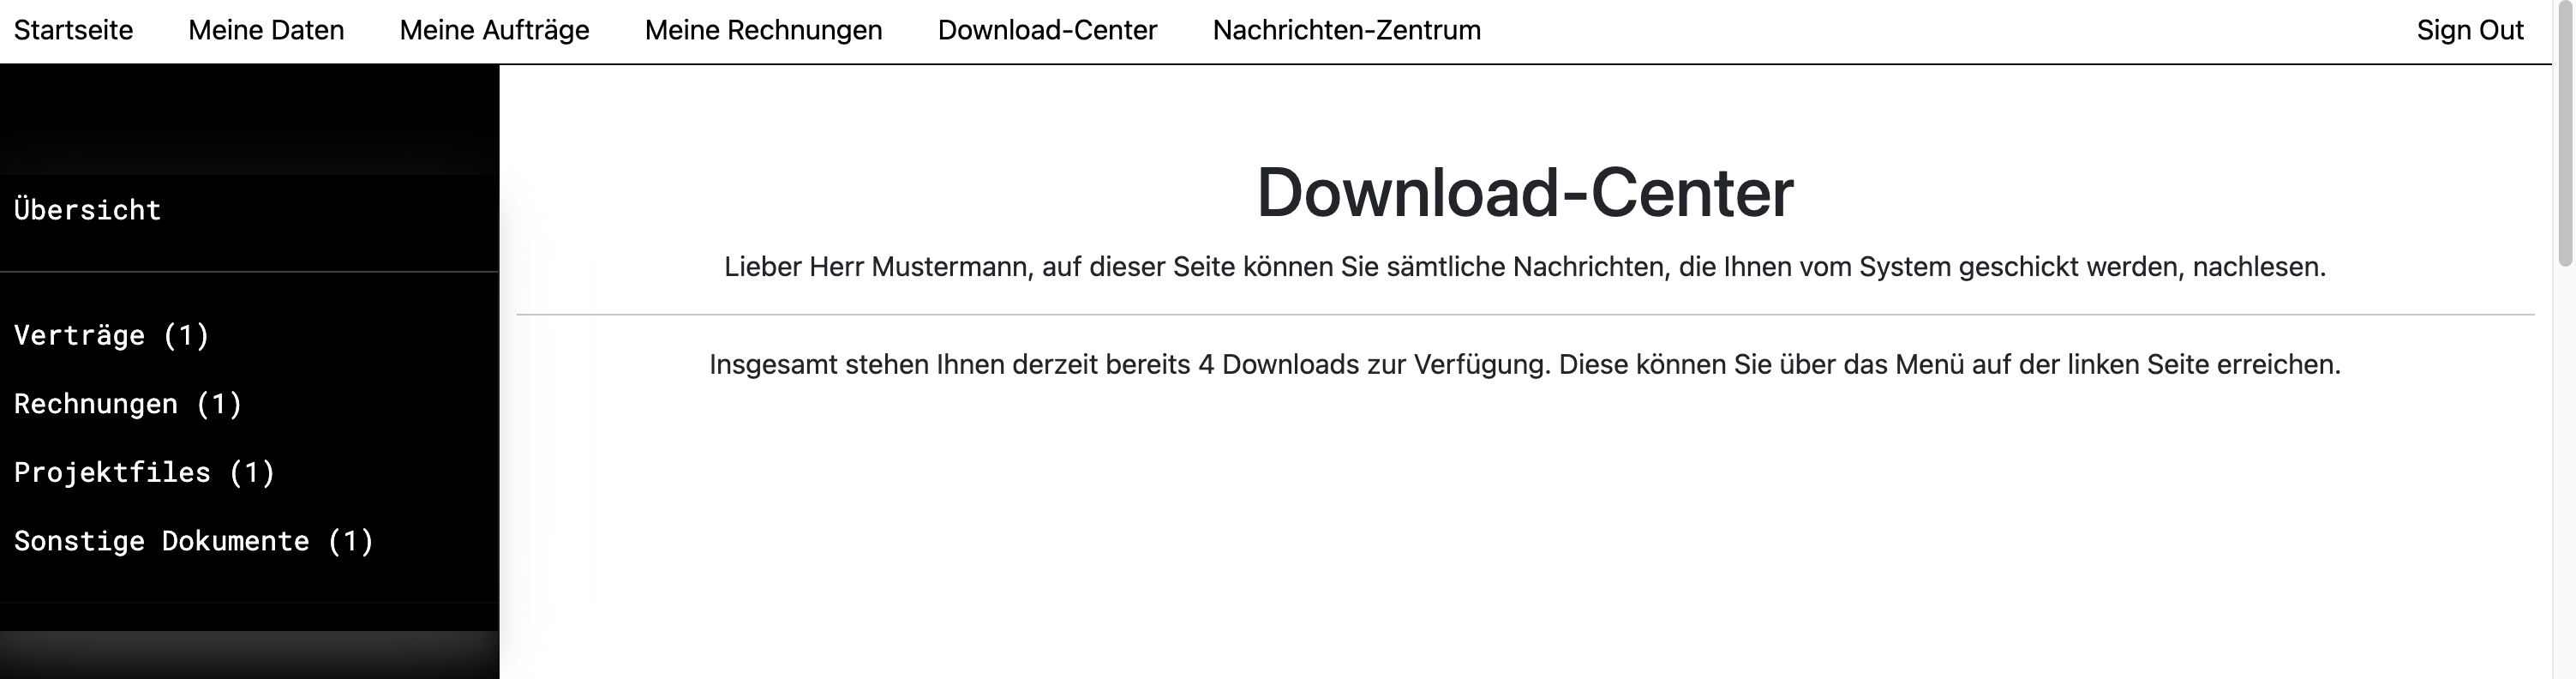 Startseite Meine Daten Meine Aufträge Meine Rechnungen Download-Center Nachrichten-Zentrum Sign Out
Übersicht
Verträge (1)
Rechnungen (1)
Projektfiles (1)
Sonstige Dokumente (1)
Download-Center
Lieber Herr Mustermann, auf dieser Seite können Sie sämtliche Nachrichten, die Ihnen vom System geschickt werden, nachlesen.
Insgesamt stehen Ihnen derzeit bereits 4 Downloads zur Verfügung. Diese können Sie über das Menü auf der linken Seite erreichen.